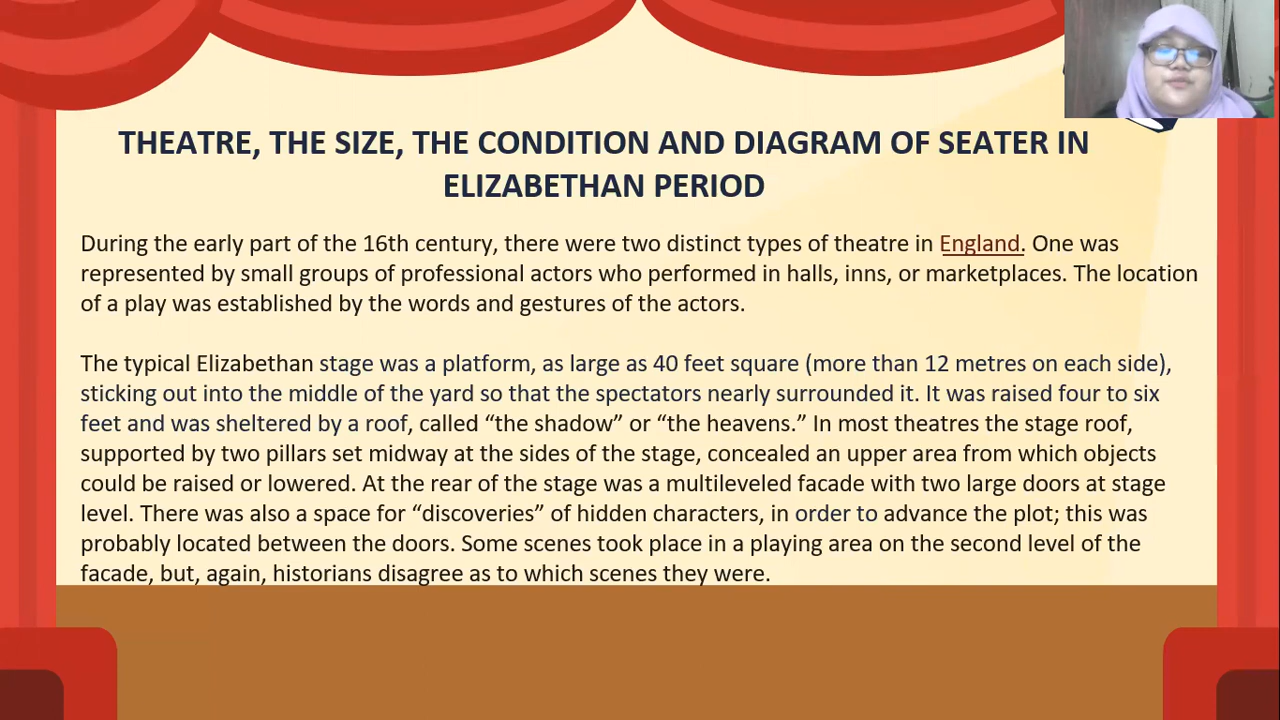 THEATRE, THE SIZE, THE CONDITION AND DIAGRAM OF SEATER IN
ELIZABETHAN PERIOD
During the early part of the 16th century, there were two distinct types of theatre in England. One was
represented by small groups of professional actors who performed in halls, inns, or marketplaces. The location
of a play was established by the words and gestures of the actors.
The typical Elizabethan stage was a platform, as large as 40 feet square (more than 12 metres on each side),
sticking out into the middle of the yard so that the spectators nearly surrounded it. It was raised four to six
feet and was sheltered by a roof, called “the shadow” or “the heavens.” In most theatres the stage roof,
supported by two pillars set midway at the sides of the stage, concealed an upper area from which objects
could be raised or lowered. At the rear of the stage was a multileveled facade with two large doors at stage
level. There was also a space for “discoveries” of hidden characters, in order to advance the plot; this was
probably located between the doors. Some scenes took place in a playing area on the second level of the
facade, but, again, historians disagree as to which scenes they were.